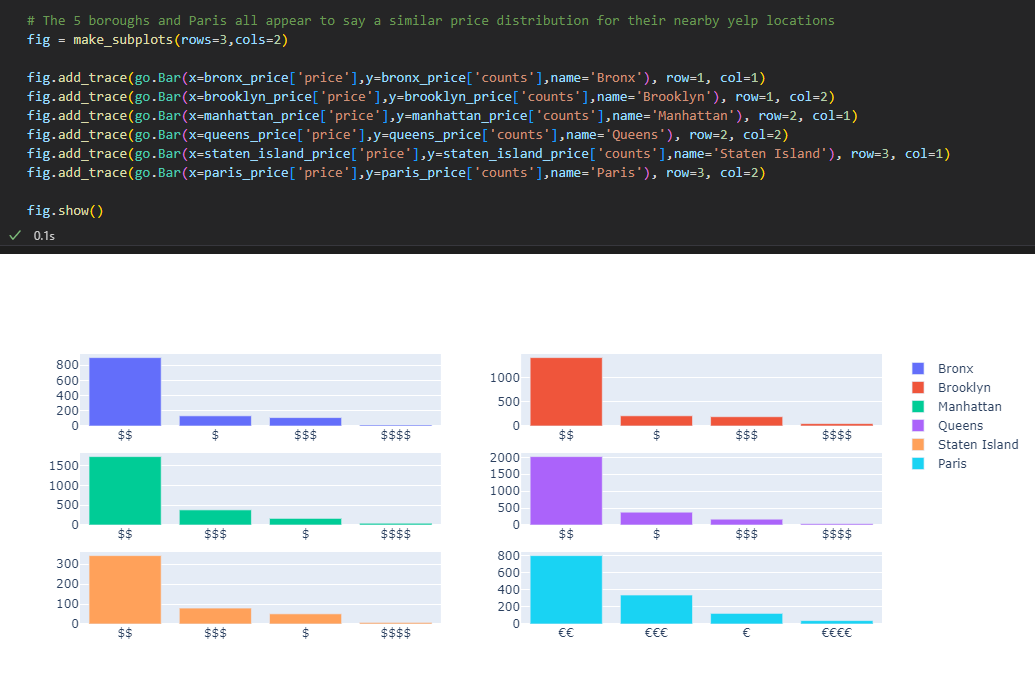 # The 5 boroughs and Paris all appear to say a similar price distribution for their nearby yelp locations
fig = make_subplots(rows=3,cols=2)
fig.add_trace(go.Bar(x=bronx_price['price'],y=bronx_price['counts'],name='Bronx'), row=1, col=1)
fig.add_trace(go.Bar(x=brooklyn_price['price'],y=brooklyn_price['counts'],name='Brooklyn'), row=1, col=2)
fig.add_trace(go.Bar(x=manhattan_price['price'],y=manhattan_price['counts'],name='Manhattan'), row=2, col=1)
fig.add_trace(go.Bar(x=queens_price['price'],y=queens_price['counts'],name='Queens'), row=2, col=2)
fig.add_trace(go.Bar(x=staten_island_price['price'],y=staten_island_price['counts'],name='Staten Island'), row=3, col=1)
fig.add_trace(go.Bar(x=paris_price['price'],y=paris_price['counts'],name='Paris'), row=3, col=2)
fig.show()
0.1s
800
600
400
200
0
$$ $ $$$ $$$$
1000
500
0
$$ $ $$$ $$$$
1500
1000
500
0
$$ $$$ $ $$$$
2000
1500
1000
500
0
$$ $ $$$ $$$$
300
200
100
0
$$ $$$ $ $$$$
800
600
400
200
0
€€ €€€ € €€€€
Bronx
Brooklyn
Manhattan
Queens
Staten Island
Paris